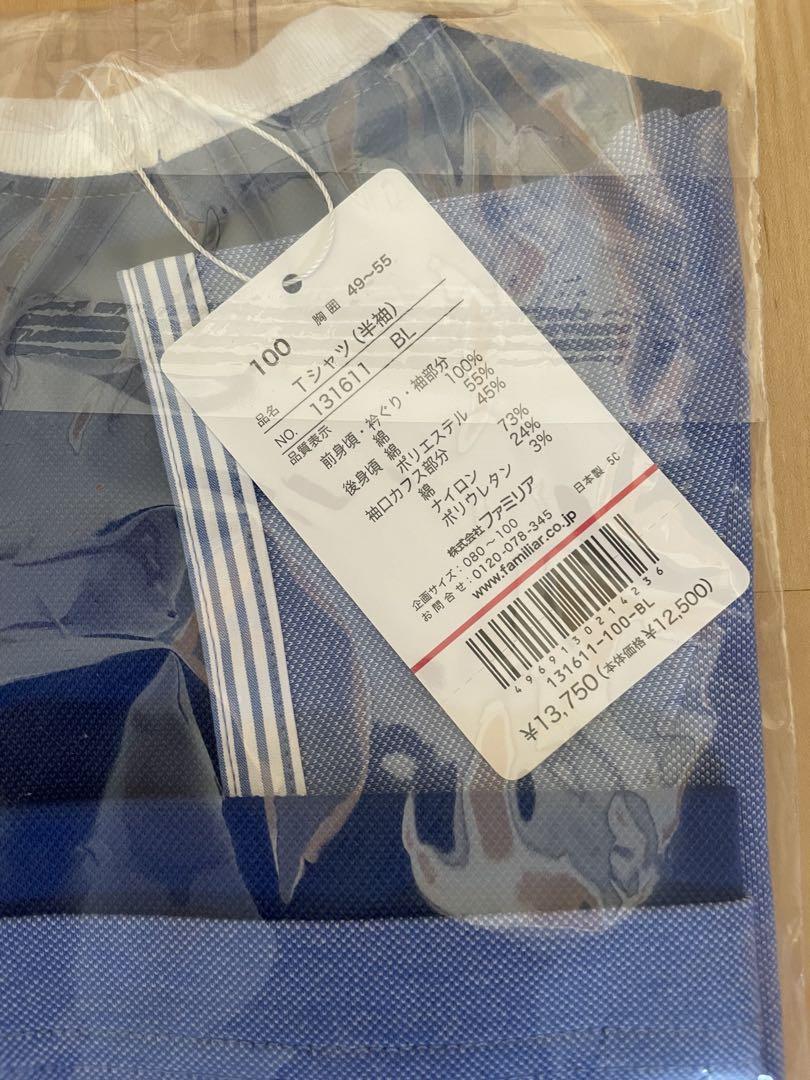 100 胸囲 49～55
品名 Tシャツ(半袖)
NO. 131611 BL
品質表示
前身頃・衿ぐり・袖部分
綿 100%
後身頃 綿 55%
ポリエステル 45%
袖口カフス部分
綿 73%
ナイロン 24%
ポリウレタン 3%
株式会社ファミリア 日本製 5C
企画サイズ:080～100
お問合せ:0120-078-345
www.familiar.co.jp
4969130214236
131611-100-BL
¥13,750(本体価格¥12,500)